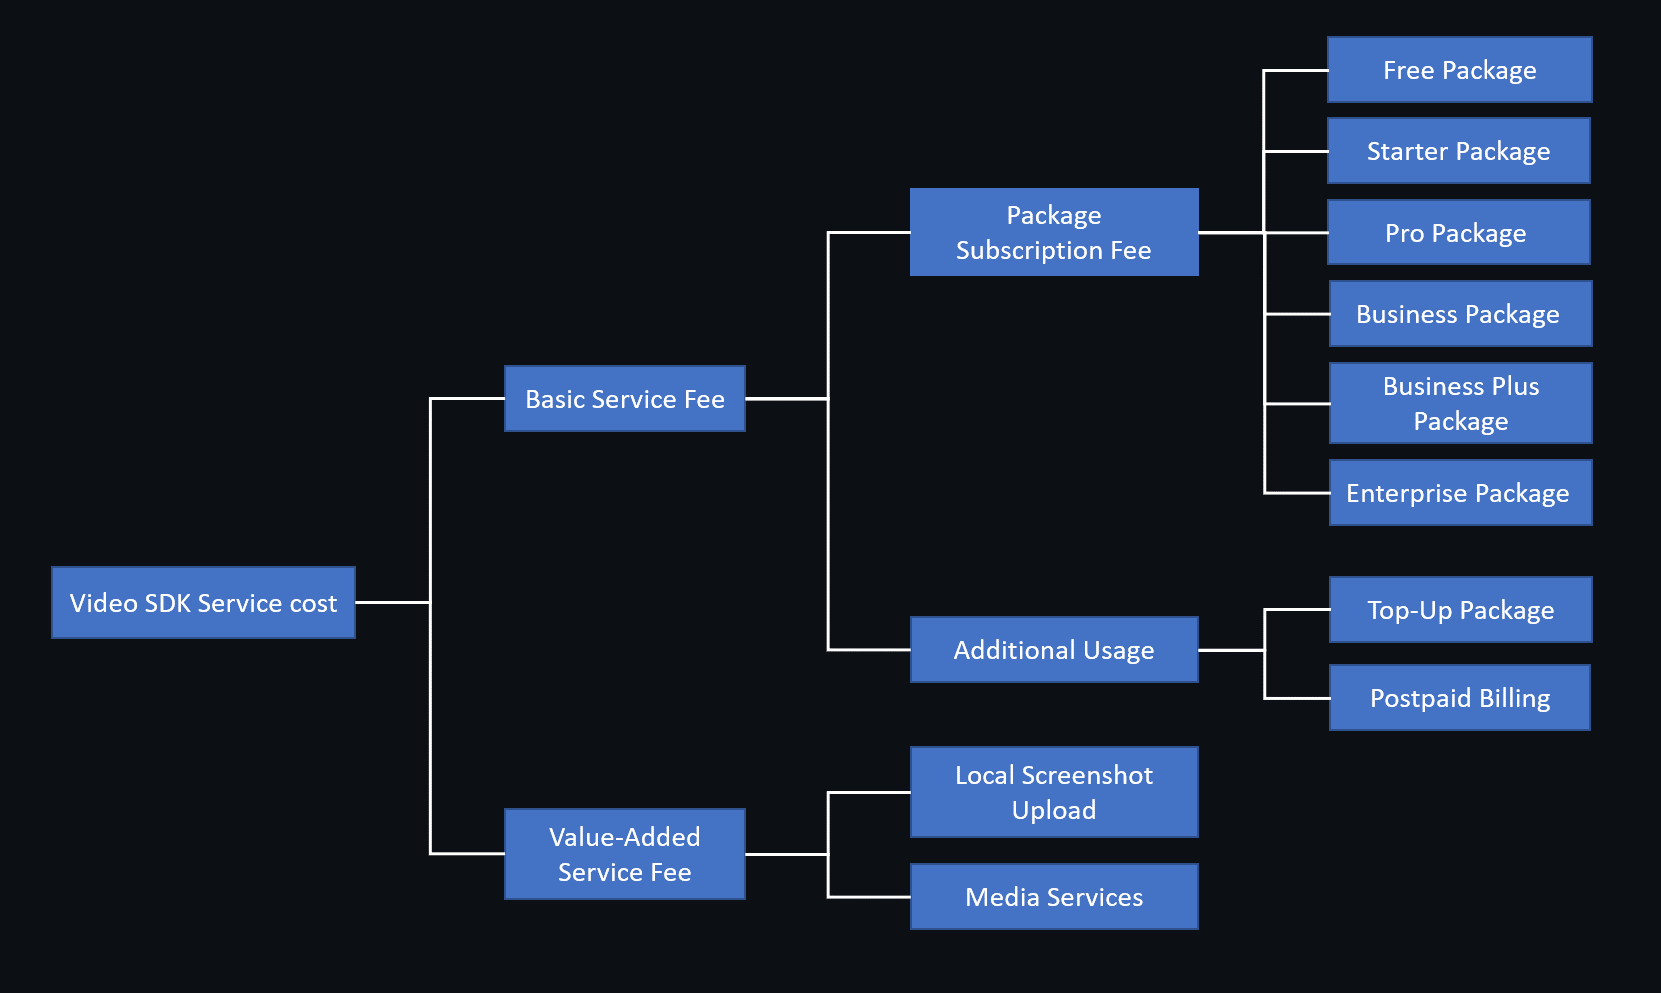 Free Package
Starter Package
Package
Subscription Fee
Pro Package
Business Package
Basic Service Fee
Business Plus
Package
Enterprise Package
Video SDK Service cost
Top-Up Package
Additional Usage
Postpaid Billing
Local Screenshot
Upload
Value-Added
Service Fee
Media Services